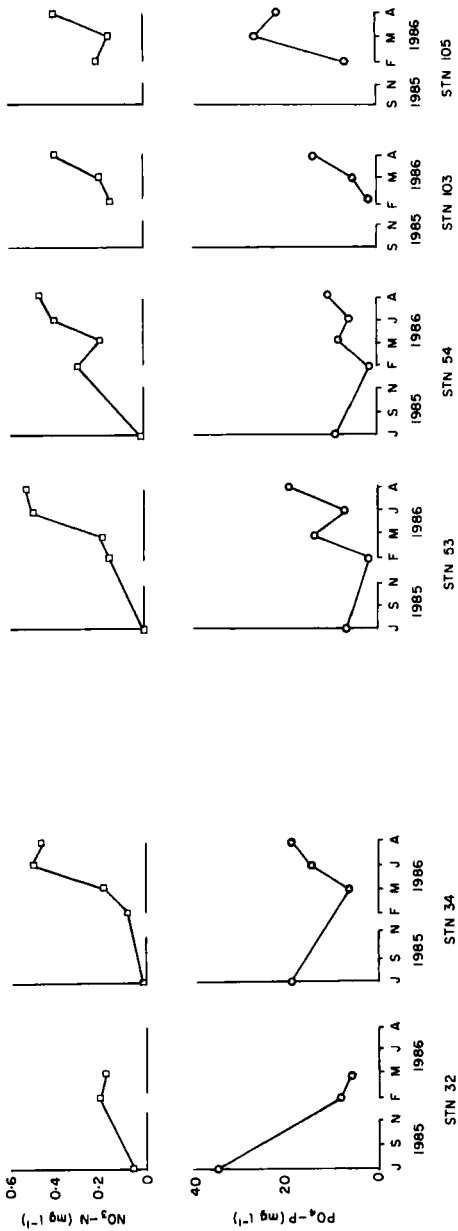 NO₃–N (mg l⁻¹)
0·6
0·4
0·2
0
PO₄–P (mg l⁻¹)
40
20
0
J S N F M J A J S N F M J A J S N F M J A J S N F M J A S N F M A S N F M A
1985 1986 1985 1986 1985 1986 1985 1986 1985 1986 1985 1986
STN 32 STN 34 STN 53 STN 54 STN 103 STN 105